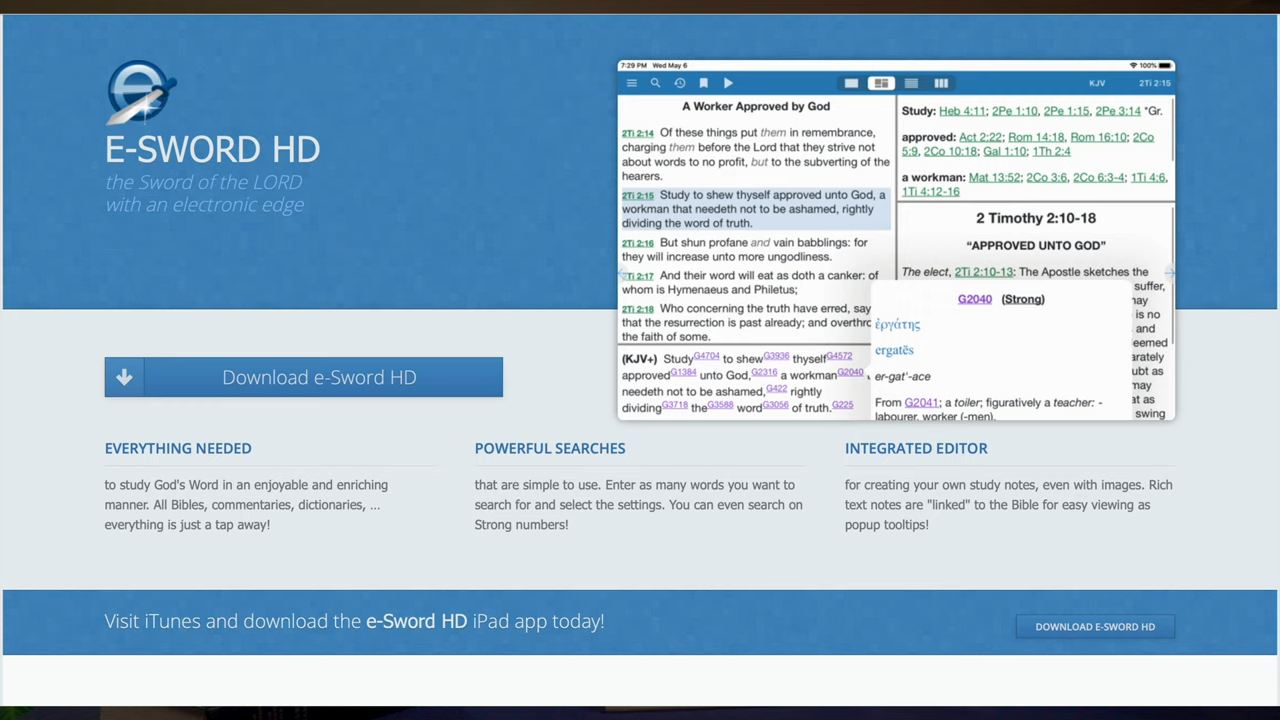 E-SWORD HD
the Sword of the LORD
with an electronic edge
7:29 PM Wed May 6
100%
KJV
2Ti 2:15
A Worker Approved by God
2Ti 2:14 Of these things put them in remembrance,
charging them before the Lord that they strive not
about words to no profit, but to the subverting of the
hearers.
2Ti 2:15 Study to shew thyself approved unto God, a
workman that needeth not to be ashamed, rightly
dividing the word of truth.
2Ti 2:16 But shun profane and vain babblings: for
they will increase unto more ungodliness.
2Ti 2:17 And their word will eat as doth a canker: of
whom is Hymenaeus and Philetus;
2Ti 2:18 Who concerning the truth have erred, say
that the resurrection is past already; and overthro
the faith of some.
(KJV+) Study G4704 to shew G3936 thyself G4572
approved G1384 unto God, G2316 a workman G2040
needeth not to be ashamed, G422 rightly
dividing G3718 the G3588 word G3056 of truth. G225
Study: Heb 4:11; 2Pe 1:10, 2Pe 1:15, 2Pe 3:14 *Gr.
approved: Act 2:22; Rom 14:18, Rom 16:10; 2Co
5:9, 2Co 10:18; Gal 1:10; 1Th 2:4
a workman: Mat 13:52; 2Co 3:6, 2Co 6:3-4; 1Ti 4:6,
1Ti 4:12-16
2 Timothy 2:10-18
“APPROVED UNTO GOD”
The elect, 2Ti 2:10-13: The Apostle sketches the
suffer,
may
is no
and
eemed
arately
ubt as
may
at as
swing
G2040 (Strong)
ἐργάτης
ergatēs
er-gat'-ace
From G2041; a toiler; figuratively a teacher: -
labourer, worker (-men).
Download e-Sword HD
EVERYTHING NEEDED
to study God's Word in an enjoyable and enriching
manner. All Bibles, commentaries, dictionaries, ...
everything is just a tap away!
POWERFUL SEARCHES
that are simple to use. Enter as many words you want to
search for and select the settings. You can even search on
Strong numbers!
INTEGRATED EDITOR
for creating your own study notes, even with images. Rich
text notes are "linked" to the Bible for easy viewing as
popup tooltips!
Visit iTunes and download the e-Sword HD iPad app today!
DOWNLOAD E-SWORD HD